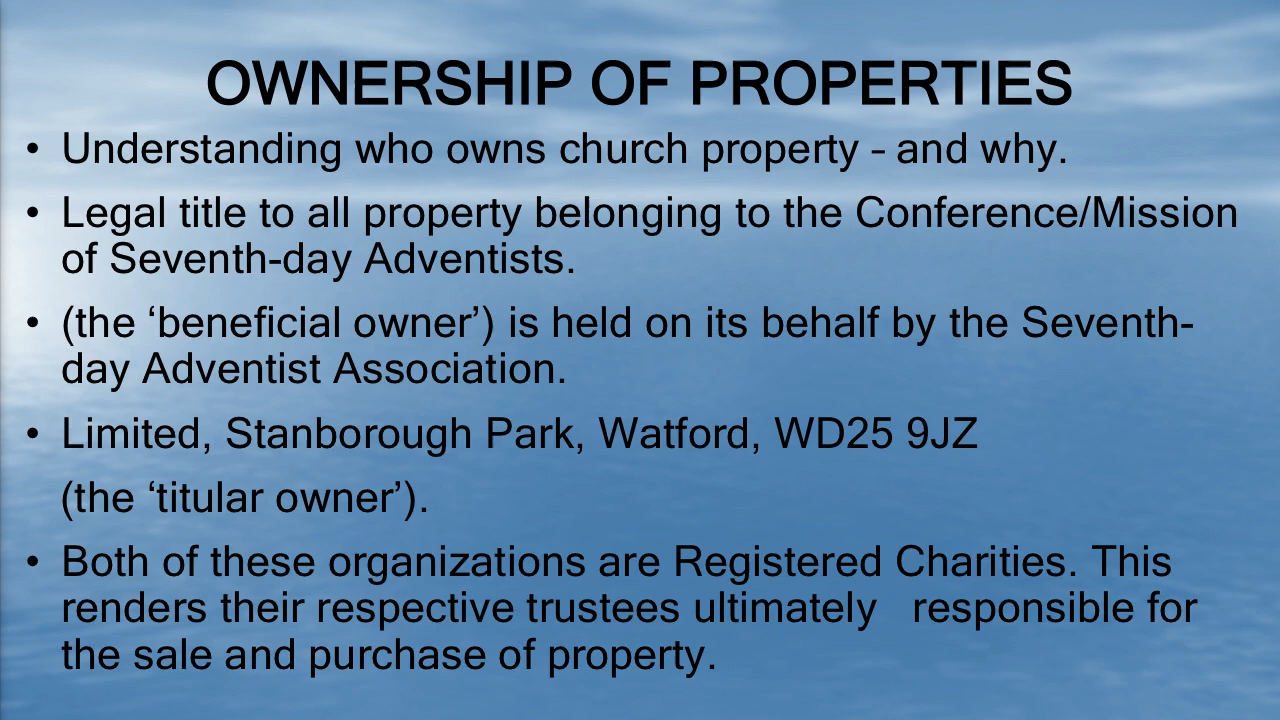 OWNERSHIP OF PROPERTIES
• Understanding who owns church property – and why.
• Legal title to all property belonging to the Conference/Mission
of Seventh-day Adventists.
• (the ‘beneficial owner’) is held on its behalf by the Seventh-
day Adventist Association.
• Limited, Stanborough Park, Watford, WD25 9JZ
(the ‘titular owner’).
• Both of these organizations are Registered Charities. This
renders their respective trustees ultimately   responsible for
the sale and purchase of property.